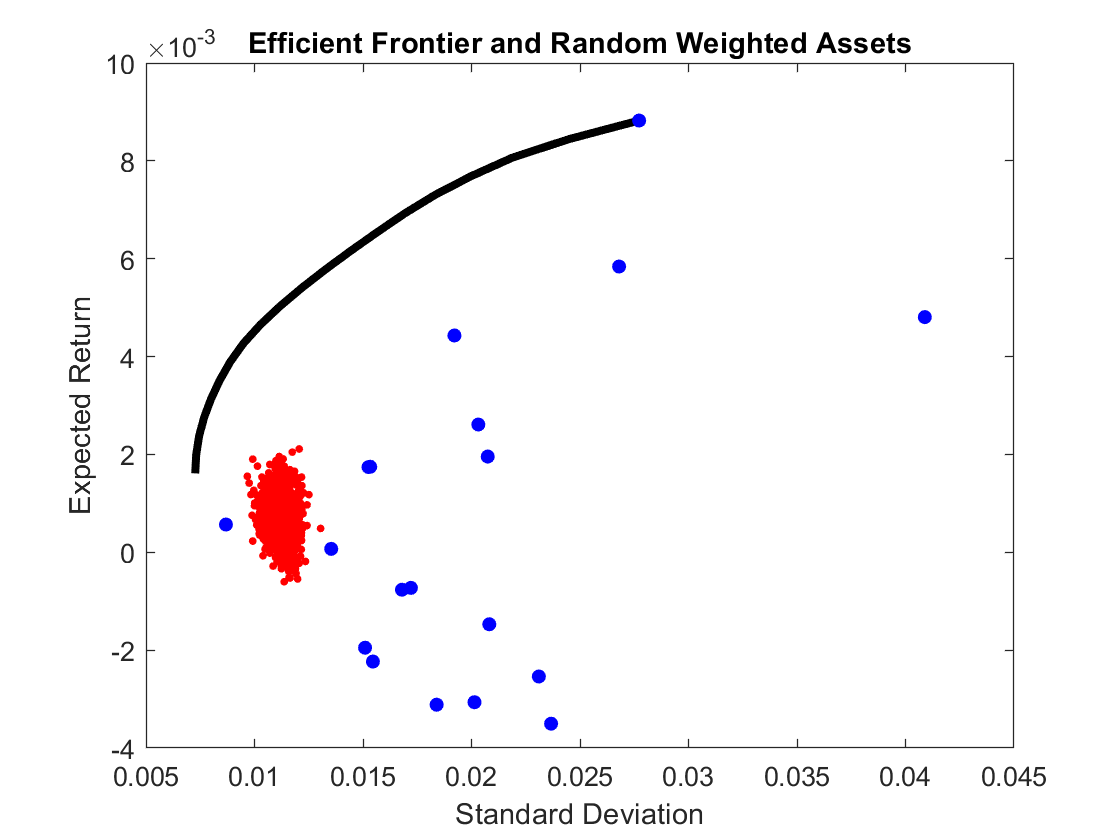 ×10⁻³
Efficient Frontier and Random Weighted Assets
10
8
6
4
2
0
-2
-4
Expected Return
0.005 0.01 0.015 0.02 0.025 0.03 0.035 0.04 0.045
Standard Deviation